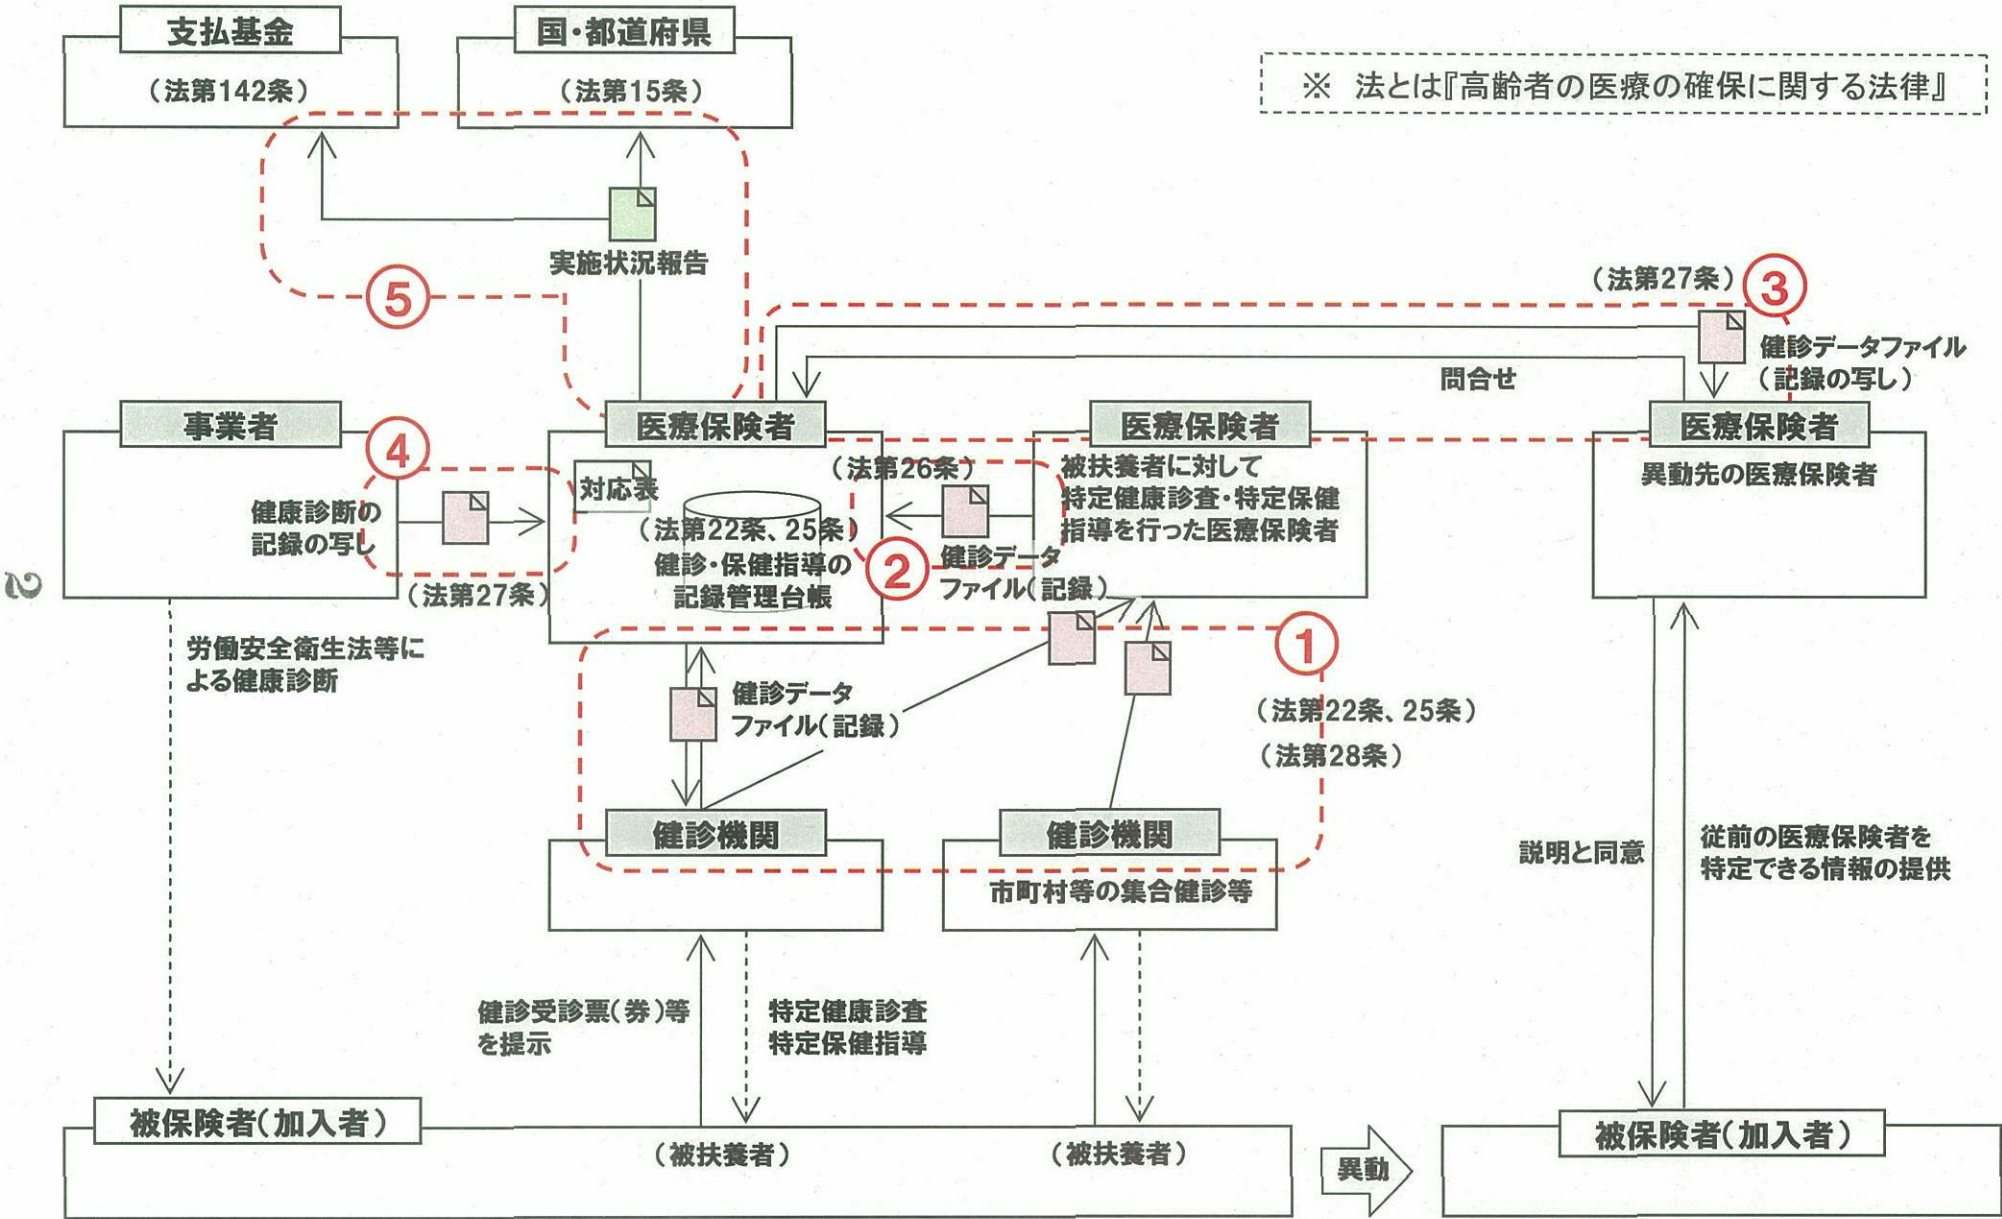 支払基金
（法第142条）
国・都道府県
（法第15条）
※ 法とは『高齢者の医療の確保に関する法律』
実施状況報告
⑤
（法第27条）
③
健診データファイル
（記録の写し）
問合せ
事業者
④
健康診断の
記録の写し
（法第27条）
医療保険者
対応表
（法第22条、25条）
健診・保健指導の
記録管理台帳
（法第26条）
②
健診データ
ファイル（記録）
医療保険者
被扶養者に対して
特定健康診査・特定保健
指導を行った医療保険者
医療保険者
異動先の医療保険者
2
労働安全衛生法等に
よる健康診断
健診データ
ファイル（記録）
①
（法第22条、25条）
（法第28条）
健診機関
健診機関
市町村等の集合健診等
説明と同意
従前の医療保険者を
特定できる情報の提供
健診受診票（券）等
を提示
特定健康診査
特定保健指導
被保険者（加入者）
（被扶養者）
（被扶養者）
異動
被保険者（加入者）